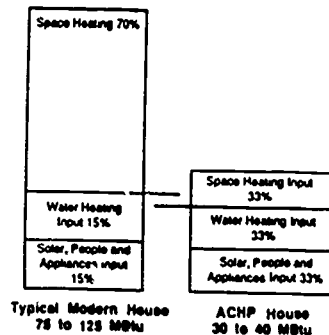 Space Heating 70%
Water Heating
Input 15%
Solar, People and
Appliances Input
15%
Typical Modern House
75 to 125 MBtu
Space Heating Input
33%
Water Heating Input
33%
Solar, People and
Appliances Input 33%
ACHP House
30 to 40 MBtu